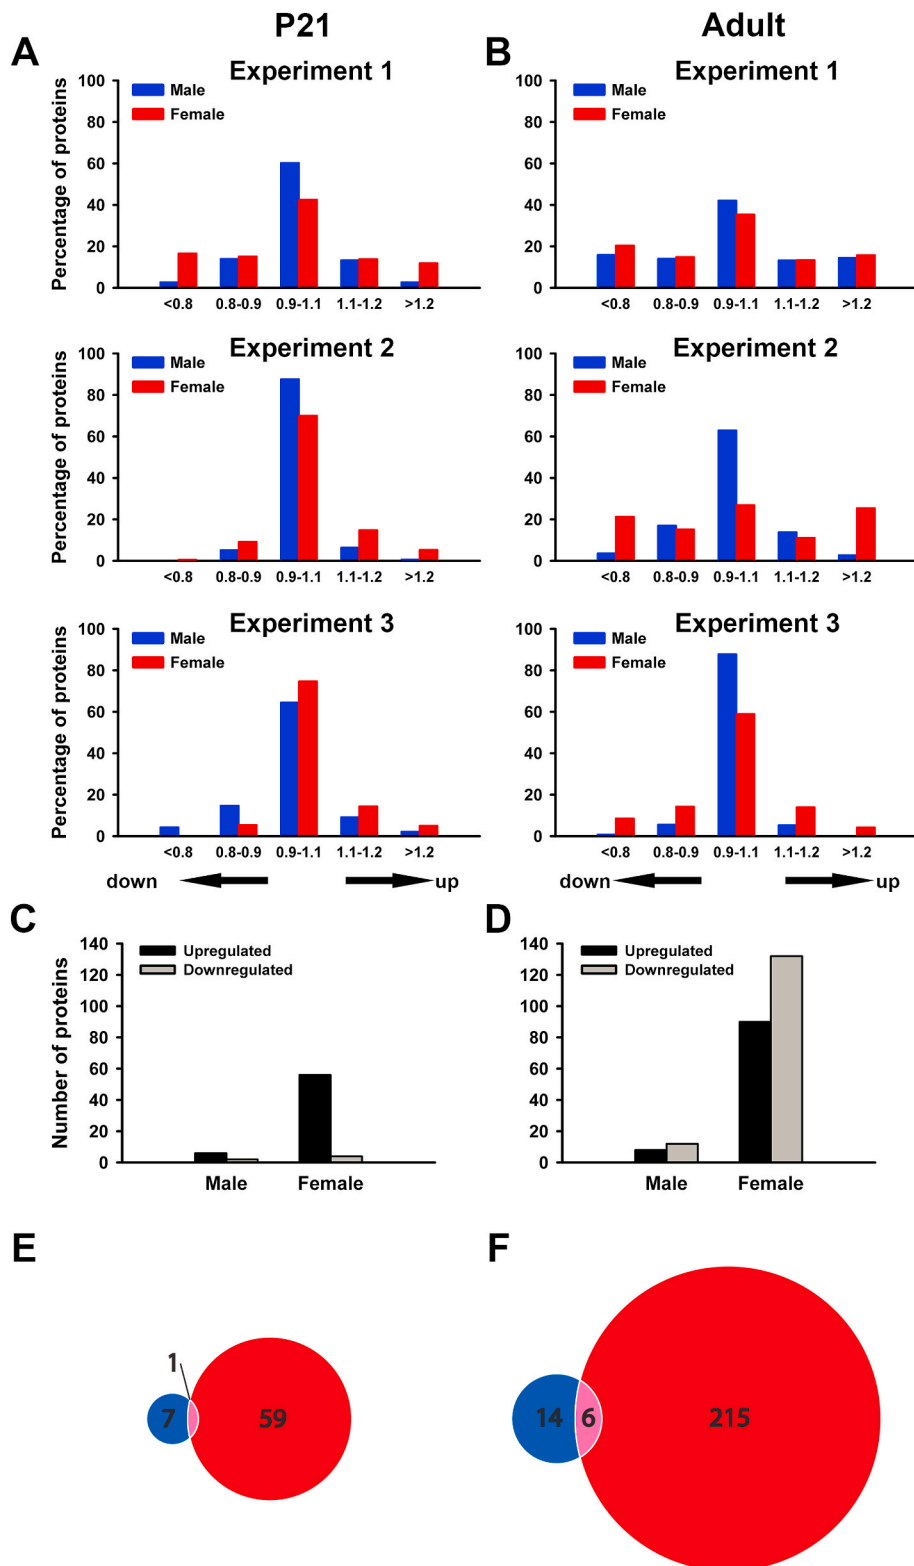 P21 Adult
A B
Experiment 1 Experiment 1
Percentage of proteins
100
80
60
40
20
0
Male
Female
<0.8 0.8-0.9 0.9-1.1 1.1-1.2 >1.2
Percentage of proteins
100
80
60
40
20
0
Male
Female
<0.8 0.8-0.9 0.9-1.1 1.1-1.2 >1.2
Experiment 2 Experiment 2
Percentage of proteins
100
80
60
40
20
0
Male
Female
<0.8 0.8-0.9 0.9-1.1 1.1-1.2 >1.2
Percentage of proteins
100
80
60
40
20
0
Male
Female
<0.8 0.8-0.9 0.9-1.1 1.1-1.2 >1.2
Experiment 3 Experiment 3
Percentage of proteins
100
80
60
40
20
0
Male
Female
<0.8 0.8-0.9 0.9-1.1 1.1-1.2 >1.2
down up
Percentage of proteins
100
80
60
40
20
0
Male
Female
<0.8 0.8-0.9 0.9-1.1 1.1-1.2 >1.2
down up
C
Number of proteins
140
120
100
80
60
40
20
0
Upregulated
Downregulated
Male Female
D
140
120
100
80
60
40
20
0
Upregulated
Downregulated
Male Female
E
1
7 59
F
14 6 215